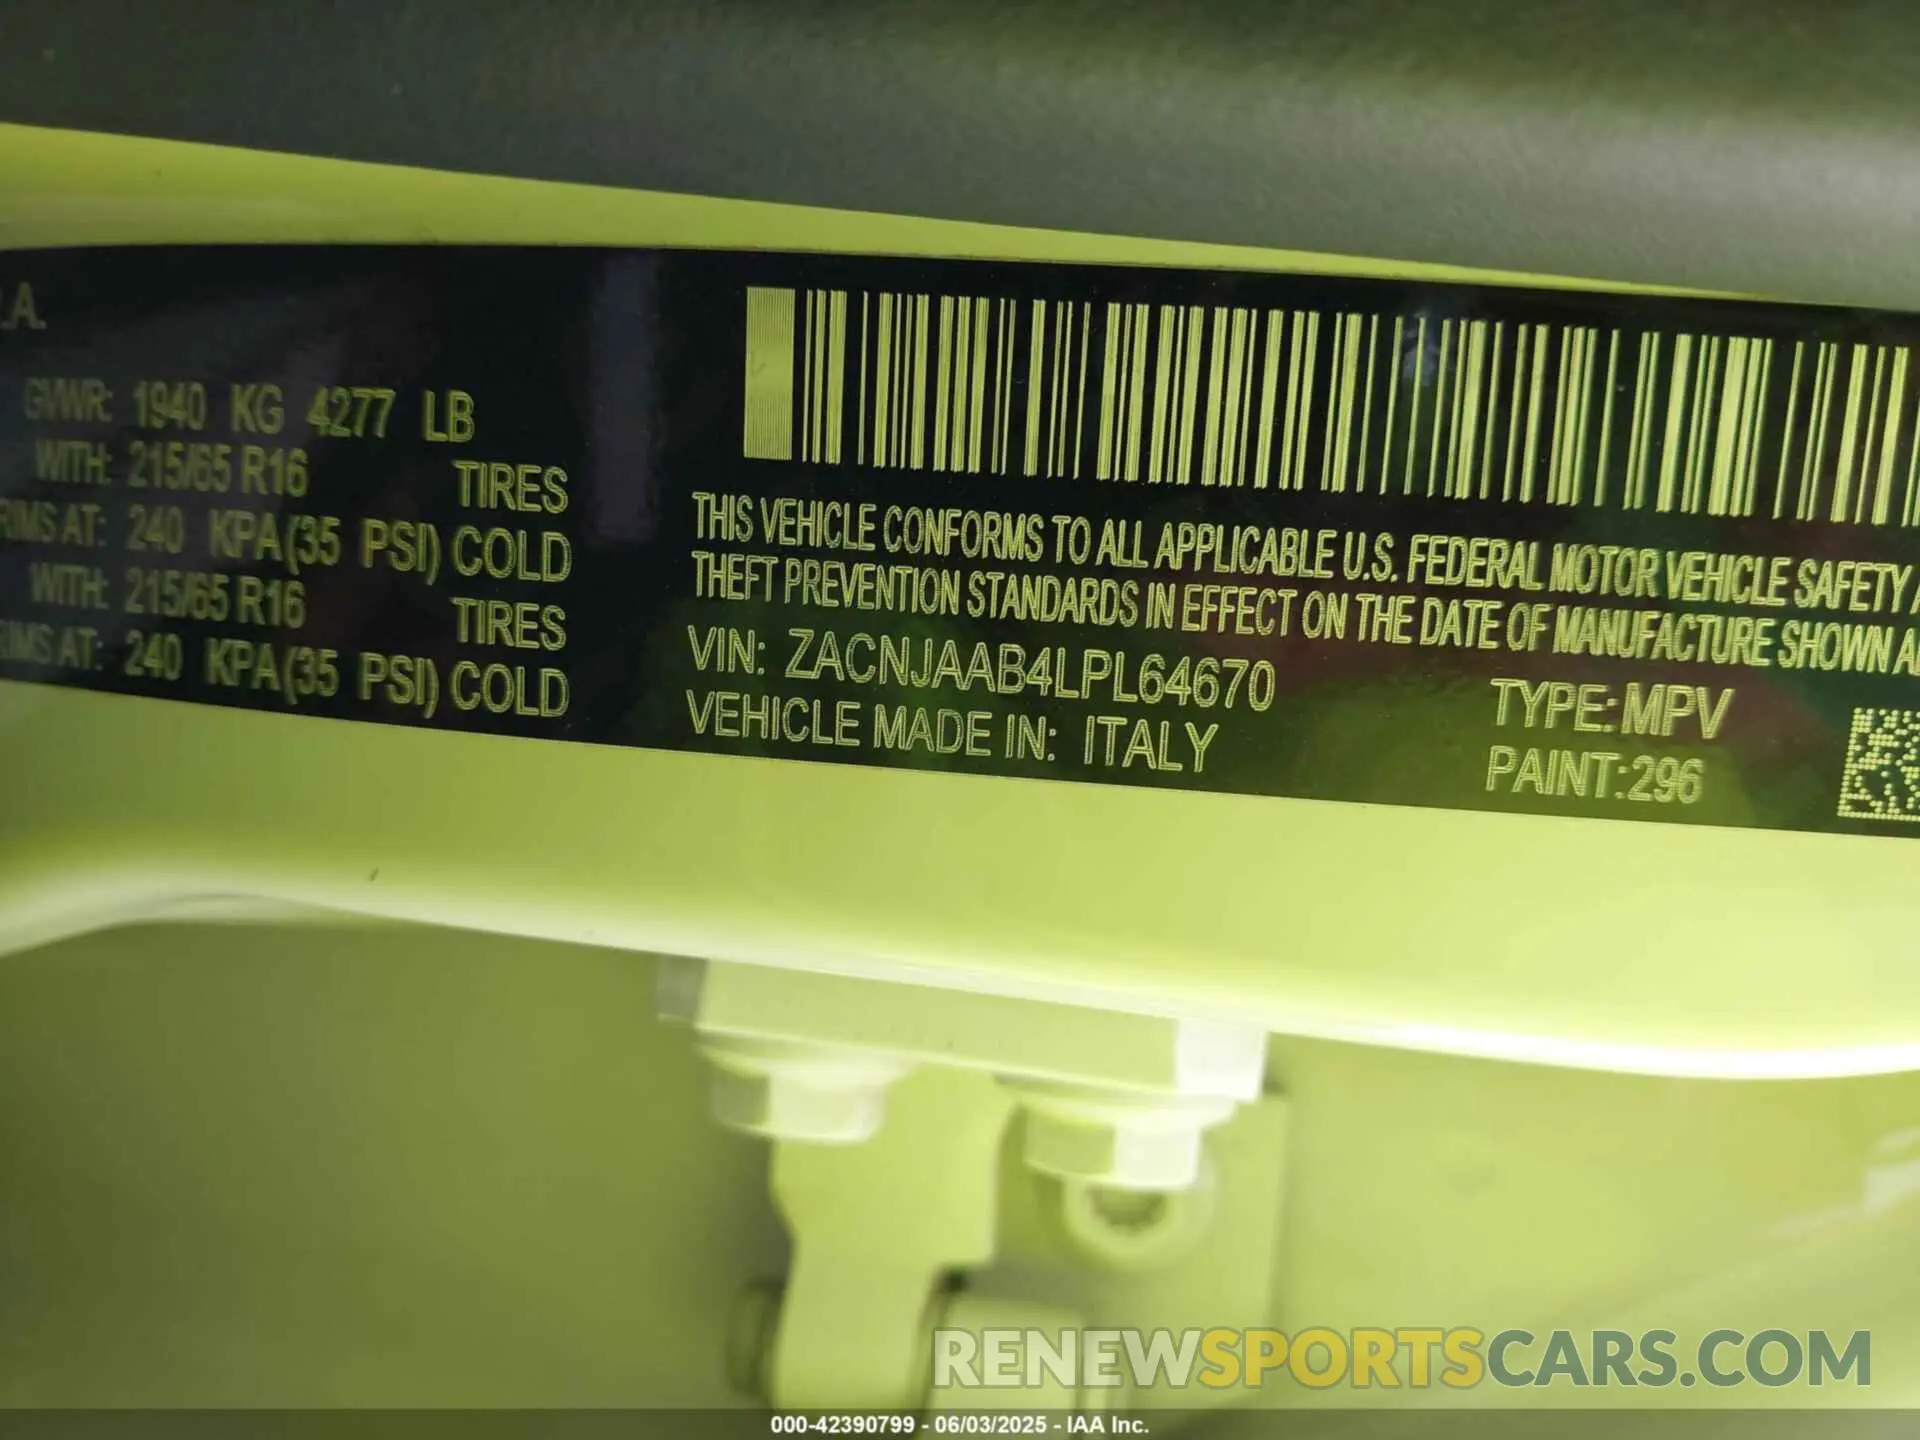 .A.
GVWR: 1940 KG 4277 LB
WITH: 215/65 R16 TIRES
RIMS AT: 240 KPA(35 PSI) COLD
WITH: 215/65 R16 TIRES
RIMS AT: 240 KPA(35 PSI) COLD
THIS VEHICLE CONFORMS TO ALL APPLICABLE U.S. FEDERAL MOTOR VEHICLE SAFETY
THEFT PREVENTION STANDARDS IN EFFECT ON THE DATE OF MANUFACTURE SHOWN
VIN: ZACNJAAB4LPL64670
TYPE:MPV
VEHICLE MADE IN: ITALY
PAINT:296
RENEWSPORTSCARS.COM
000-42390799 - 06/03/2025 - IAA Inc.